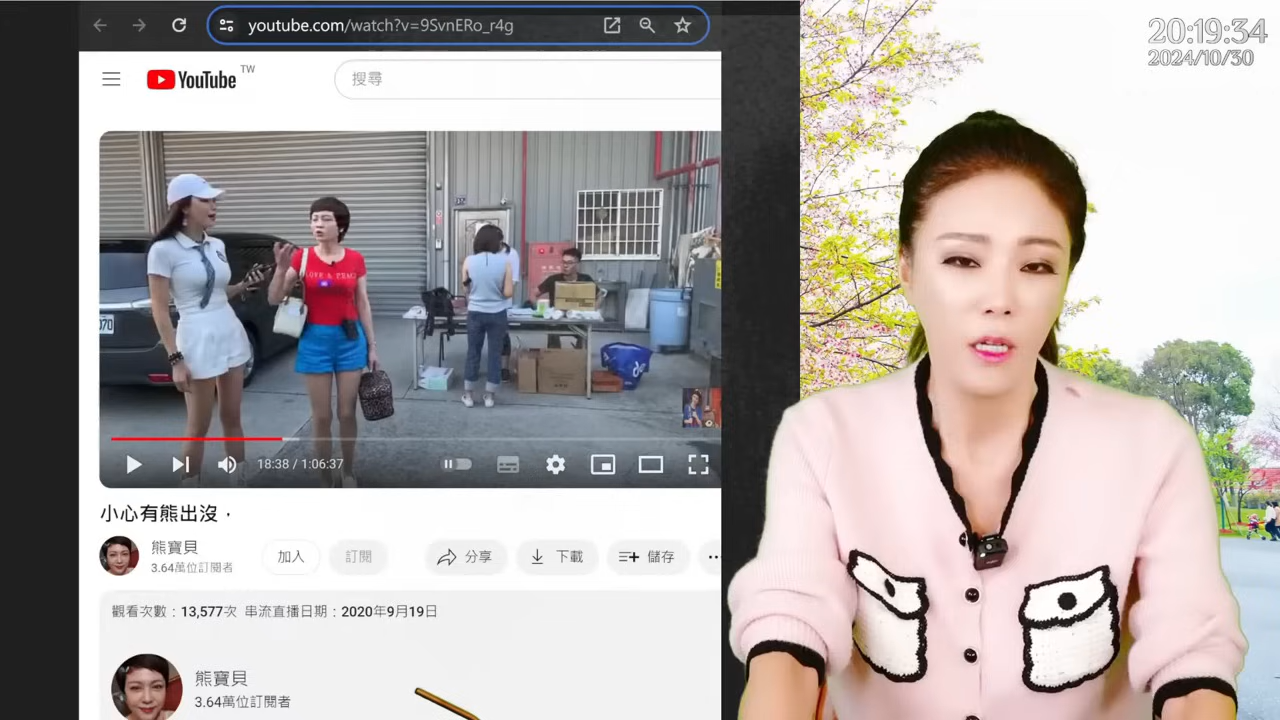 youtube.com/watch?v=9SvnERo_r4g
20:19:34
2024/10/30
YouTube TW
搜尋
LOVE & PEACE
18:38 / 1:06:37
小心有熊出沒，
熊寶貝
3.64萬位訂閱者
加入
訂閱
分享
下載
儲存
觀看次數：13,577次 串流直播日期：2020年9月19日
熊寶貝
3.64萬位訂閱者